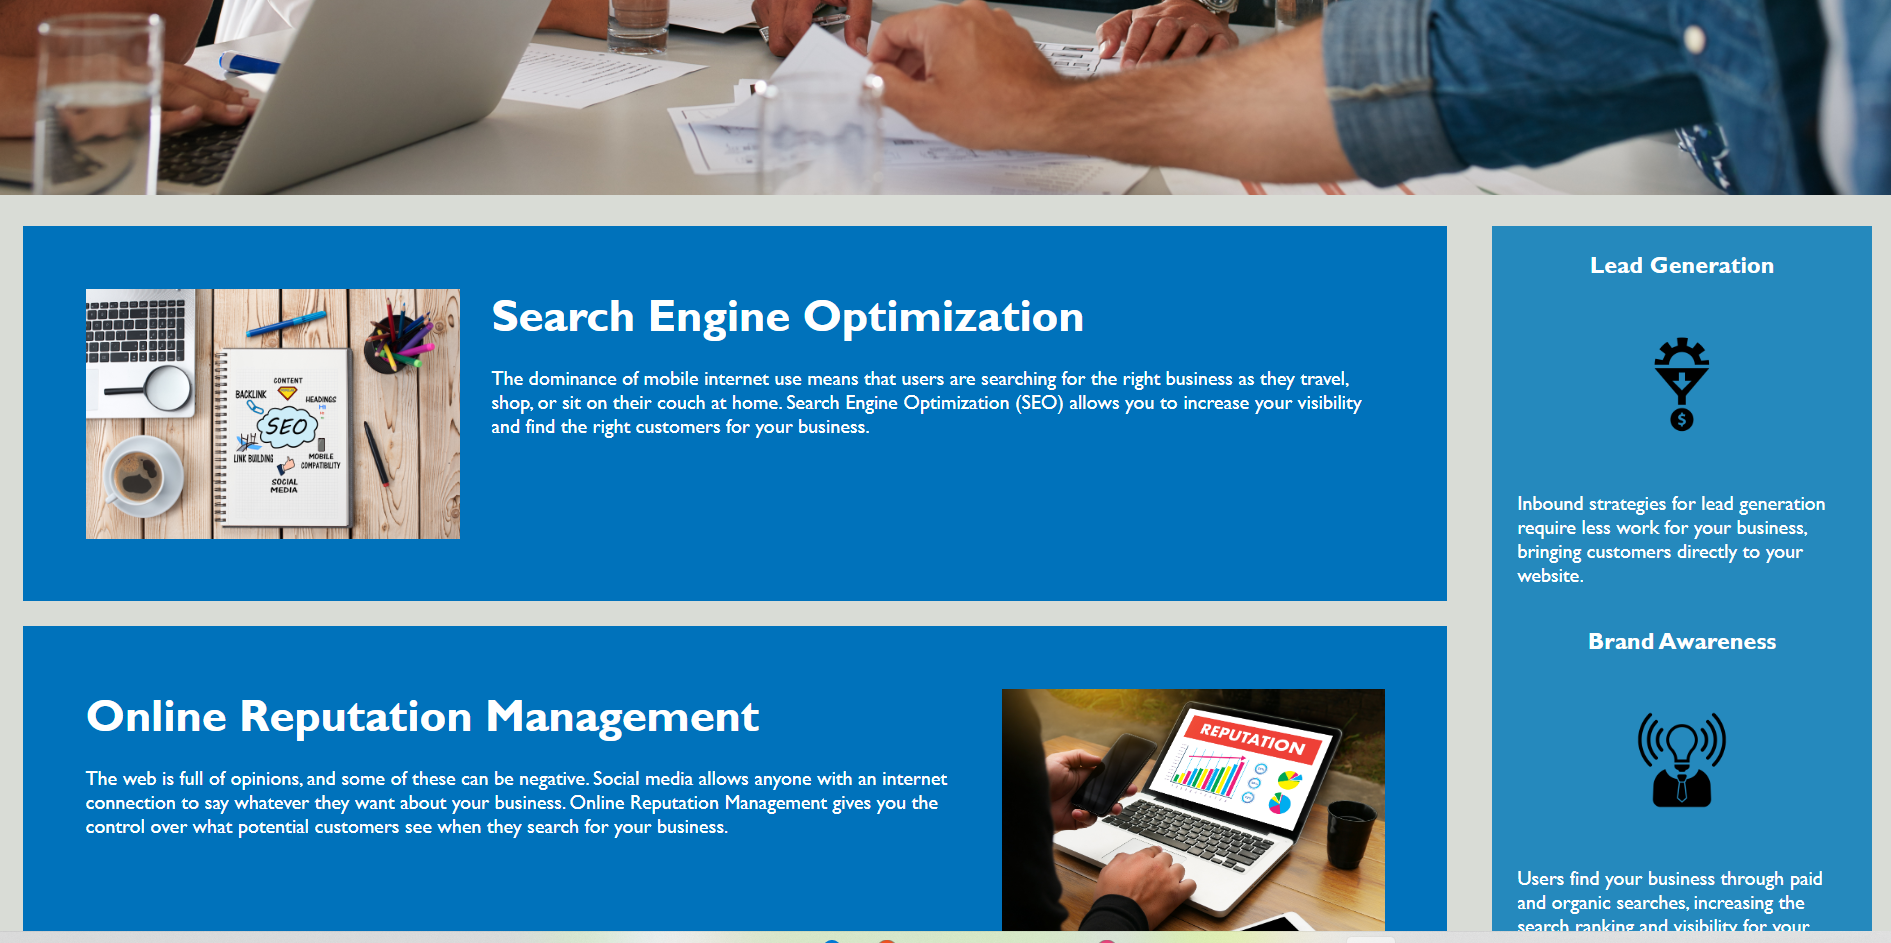 Search Engine Optimization
The dominance of mobile internet use means that users are searching for the right business as they travel,
shop, or sit on their couch at home. Search Engine Optimization (SEO) allows you to increase your visibility
and find the right customers for your business.
CONTENT
BACKLINK
HEADINGS
SEO
LINK BUILDING
MOBILE
COMPATIBILITY
SOCIAL
MEDIA
Online Reputation Management
The web is full of opinions, and some of these can be negative. Social media allows anyone with an internet
connection to say whatever they want about your business. Online Reputation Management gives you the
control over what potential customers see when they search for your business.
REPUTATION
Lead Generation
$
Inbound strategies for lead generation
require less work for your business,
bringing customers directly to your
website.
Brand Awareness
Users find your business through paid
and organic searches, increasing the
search ranking and visibility for your